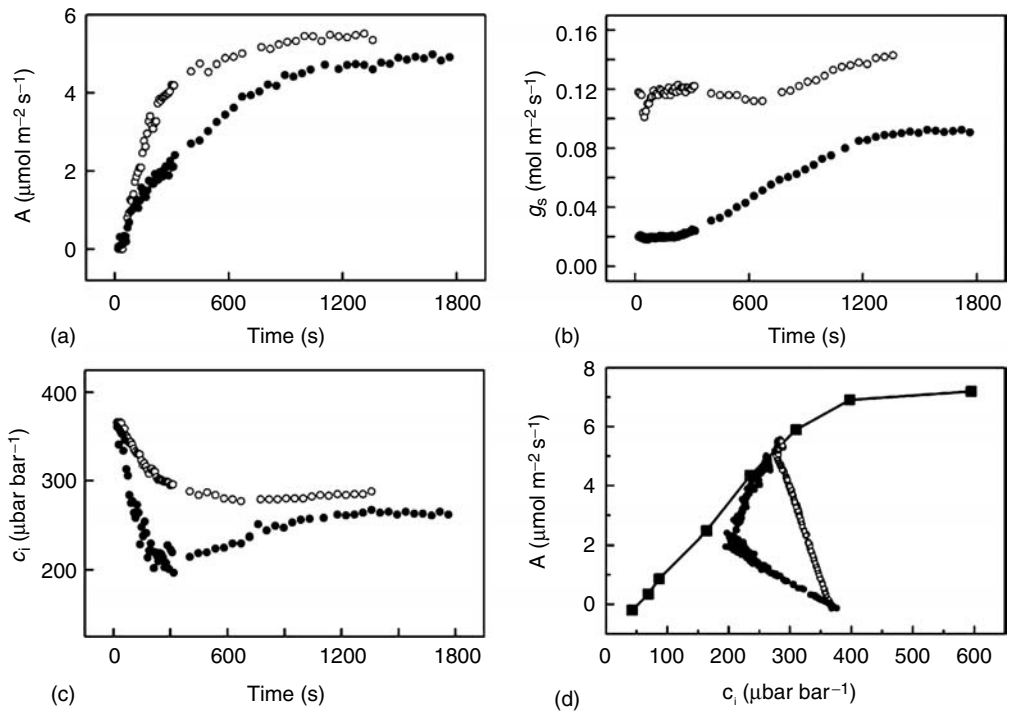 (a)
A (µmol m⁻² s⁻¹)
6
4
2
0
0 600 1200 1800
Time (s)
(b)
gₛ (mol m⁻² s⁻¹)
0.16
0.12
0.08
0.04
0.00
0 600 1200 1800
Time (s)
(c)
cᵢ (µbar bar⁻¹)
400
300
200
0 600 1200 1800
Time (s)
(d)
A (µmol m⁻² s⁻¹)
8
6
4
2
0
0 100 200 300 400 500 600
cᵢ (µbar bar⁻¹)